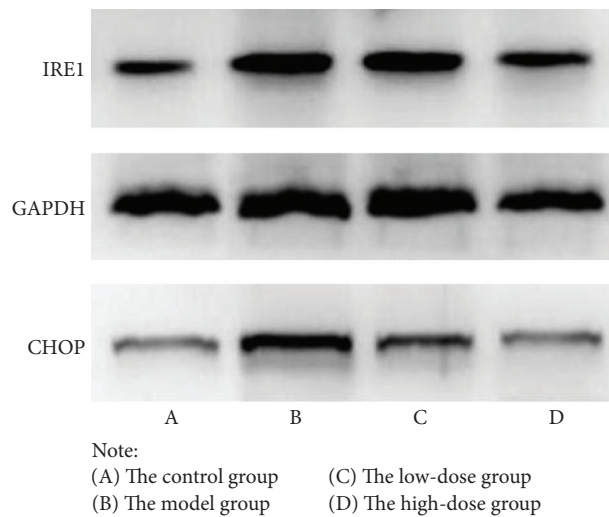 IRE1
GAPDH
CHOP
A B C D
Note:
(A) The control group (C) The low-dose group
(B) The model group (D) The high-dose group